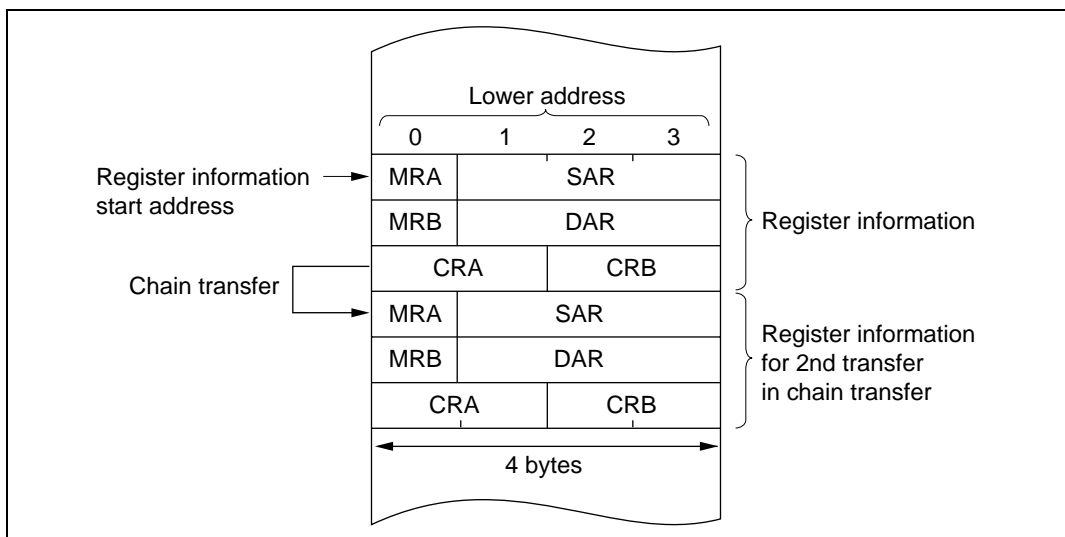 Lower address
0 1 2 3
Register information
start address
MRA SAR
MRB DAR
Register information
CRA CRB
Chain transfer
MRA SAR
Register information
for 2nd transfer
in chain transfer
MRB DAR
CRA CRB
4 bytes